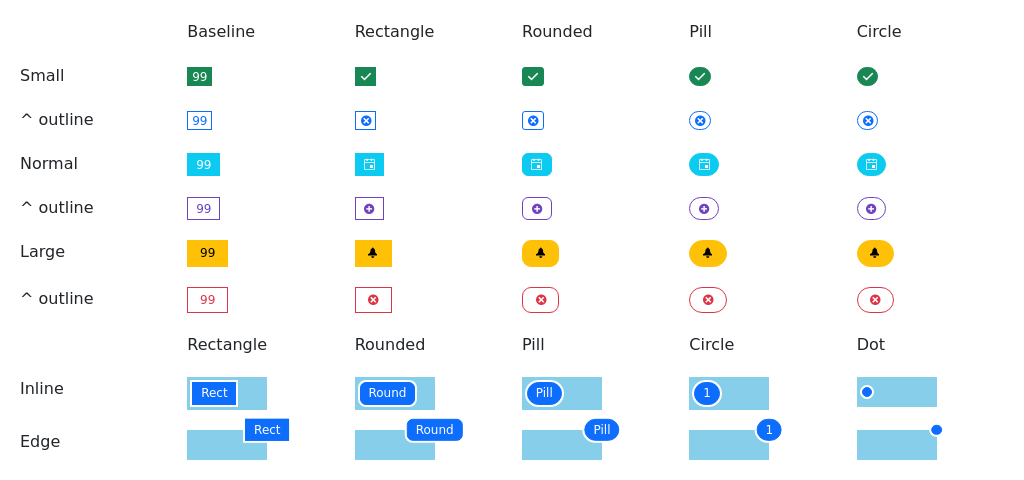 Baseline Rectangle Rounded Pill Circle
Small 99
^ outline 99
Normal 99
^ outline 99
Large 99
^ outline 99
Rectangle Rounded Pill Circle Dot
Inline Rect Round Pill 1
Edge Rect Round Pill 1